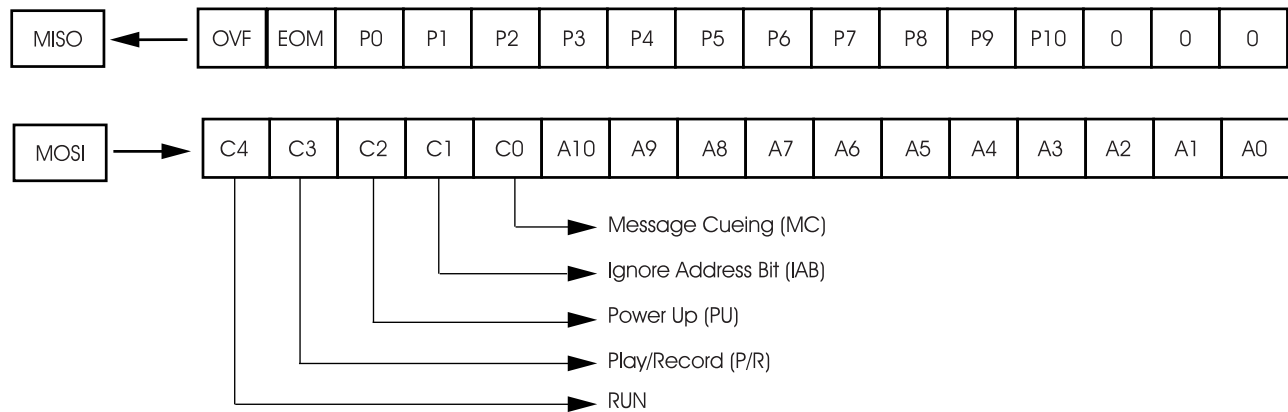 MISO OVF EOM P0 P1 P2 P3 P4 P5 P6 P7 P8 P9 P10 0 0 0
MOSI C4 C3 C2 C1 C0 A10 A9 A8 A7 A6 A5 A4 A3 A2 A1 A0
Message Cueing (MC)
Ignore Address Bit (IAB)
Power Up (PU)
Play/Record (P/R)
RUN